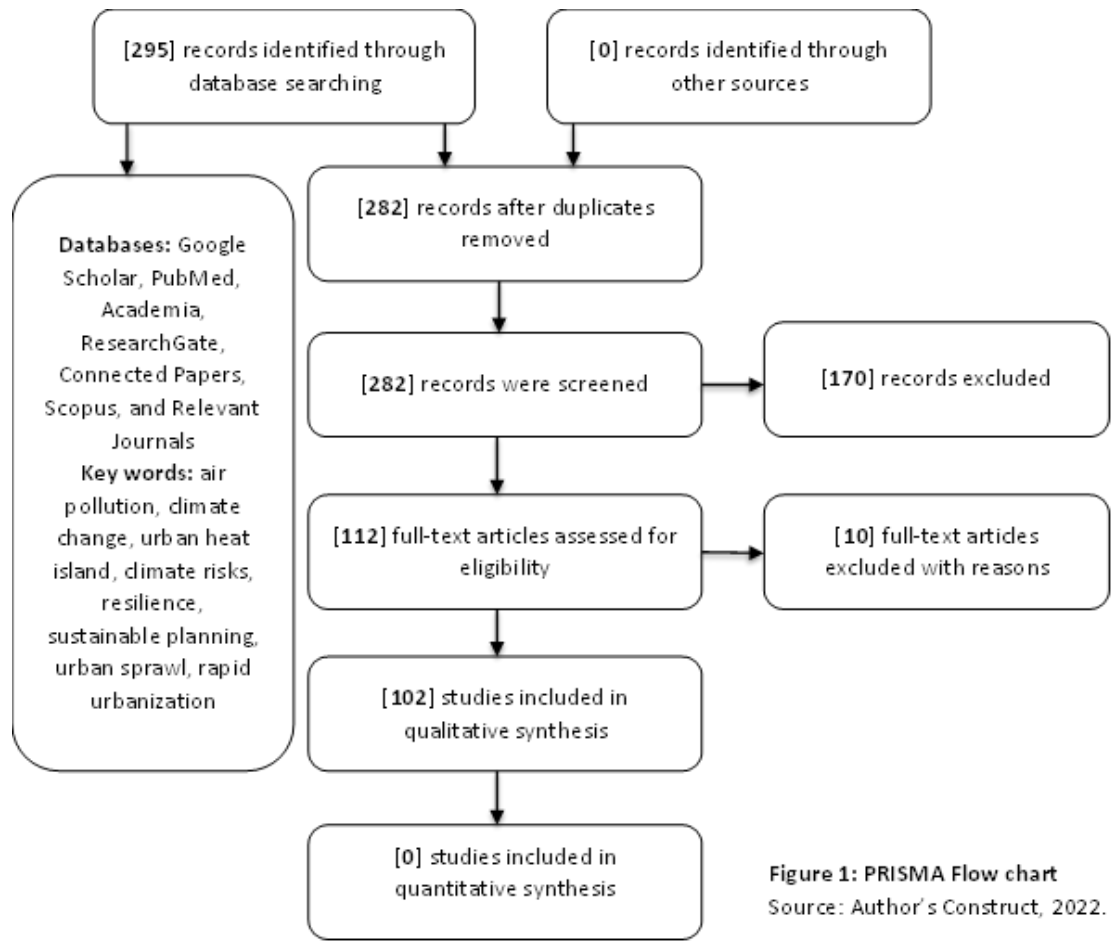 [295] records identified through
database searching
[0] records identified through
other sources
[282] records after duplicates
removed
Databases: Google
Scholar, PubMed,
Academia,
ResearchGate,
Connected Papers,
Scopus, and Relevant
Journals
Key words: air
pollution, climate
change, urban heat
island, climate risks,
resilience,
sustainable planning,
urban sprawl, rapid
urbanization
[282] records were screened
[170] records excluded
[112] full-text articles assessed for
eligibility
[10] full-text articles
excluded with reasons
[102] studies included in
qualitative synthesis
[0] studies included in
quantitative synthesis
Figure 1: PRISMA Flow chart
Source: Author's Construct, 2022.